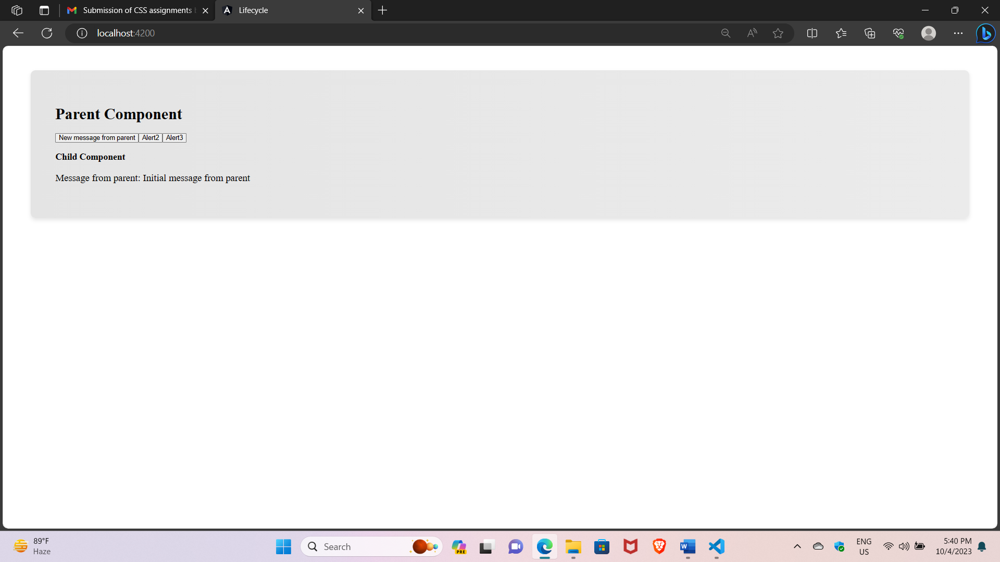 Submission of CSS assignments
Lifecycle
localhost:4200
Parent Component
New message from parent Alert2 Alert3
Child Component
Message from parent: Initial message from parent
89°F
Haze
Search
PRE
ENG
US
5:40 PM
10/4/2023